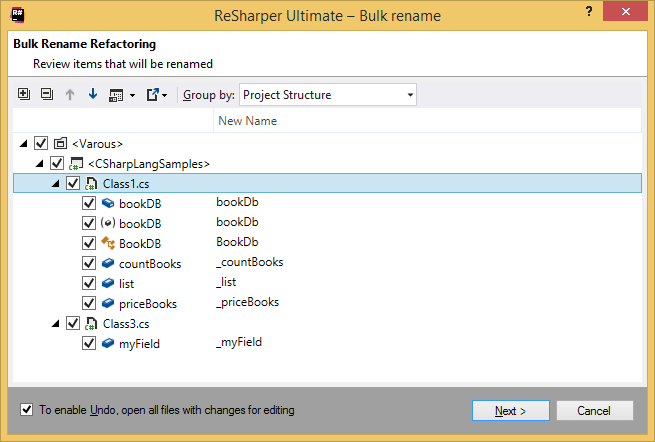 R#
ReSharper Ultimate – Bulk rename
?
Bulk Rename Refactoring
Review items that will be renamed
Group by: Project Structure
New Name
<Varous>
C# <CSharpLangSamples>
C# Class1.cs
bookDB bookDb
bookDB bookDb
BookDB BookDb
countBooks _countBooks
list _list
priceBooks _priceBooks
C# Class3.cs
myField _myField
To enable Undo, open all files with changes for editing
Next > Cancel